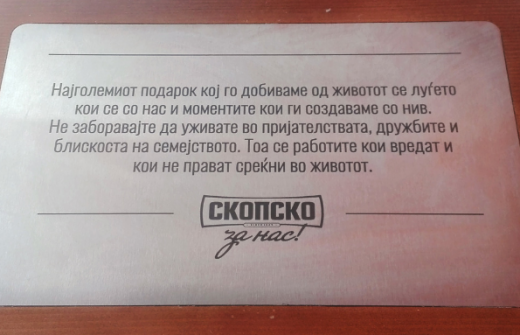 Најголемиот подарок кој го добиваме од животот се луѓето
кои се со нас и моментите кои ги создаваме со нив.
Не заборавајте да уживате во пријателствата, дружбите и
блискоста на семејството. Тоа се работите кои вредат и
кои не прават среќни во животот.
СКОПСКО
за нас!